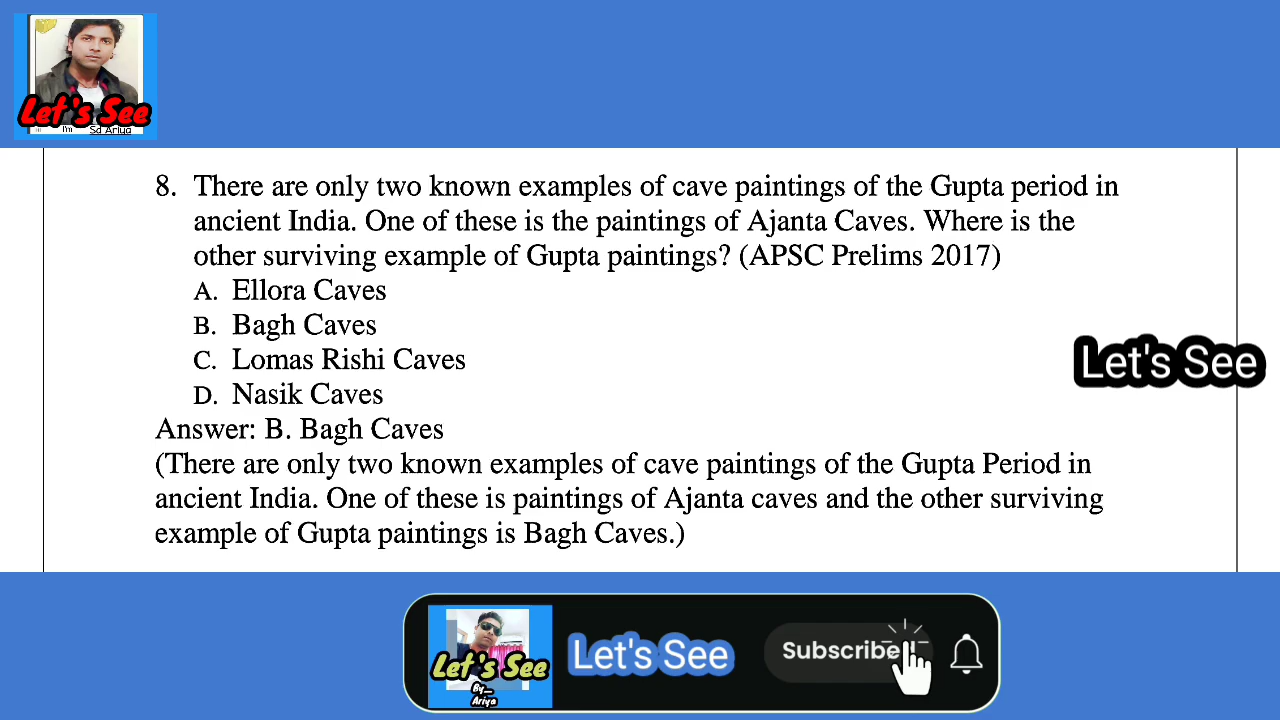 Let's See
I'm Sd Ariya
8. There are only two known examples of cave paintings of the Gupta period in
ancient India. One of these is the paintings of Ajanta Caves. Where is the
other surviving example of Gupta paintings? (APSC Prelims 2017)
A. Ellora Caves
B. Bagh Caves
C. Lomas Rishi Caves
D. Nasik Caves
Answer: B. Bagh Caves
(There are only two known examples of cave paintings of the Gupta Period in
ancient India. One of these is paintings of Ajanta caves and the other surviving
example of Gupta paintings is Bagh Caves.)
Let's See
Let's See
By__
Ariya
Let's See
Subscribed